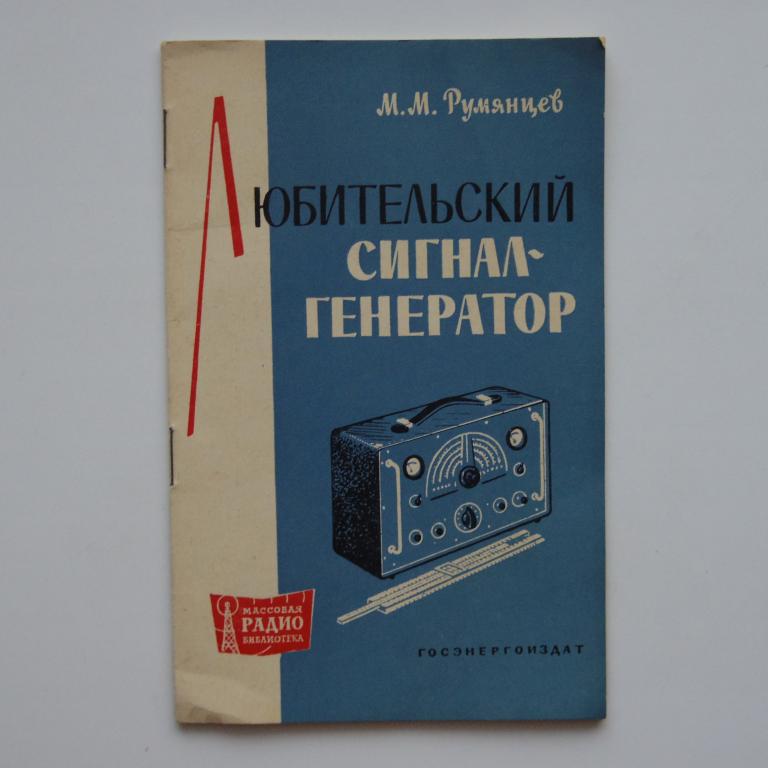 М.М. Румянцев
ЛЮБИТЕЛЬСКИЙ
СИГНАЛ-
ГЕНЕРАТОР
МАССОВАЯ
РАДИО
БИБЛИОТЕКА
ГОСЭНЕРГОИЗДАТ